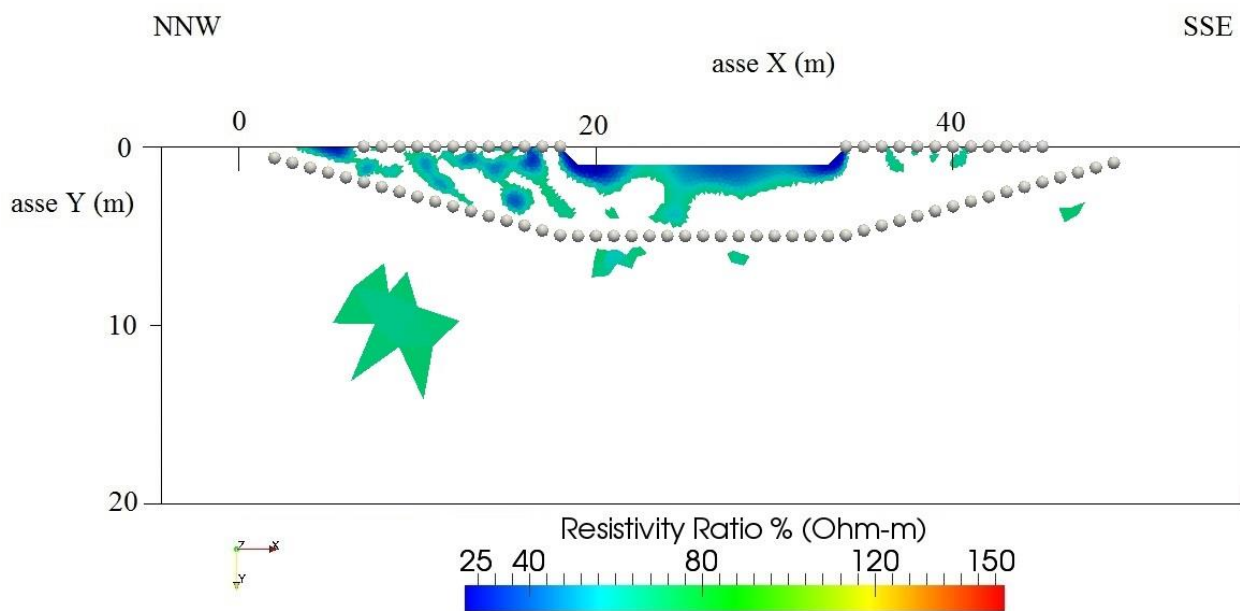 NNW SSE
asse X (m)
0 20 40
0
asse Y (m)
10
20
Resistivity Ratio % (Ohm-m)
25 40 80 120 150
Z X
Y